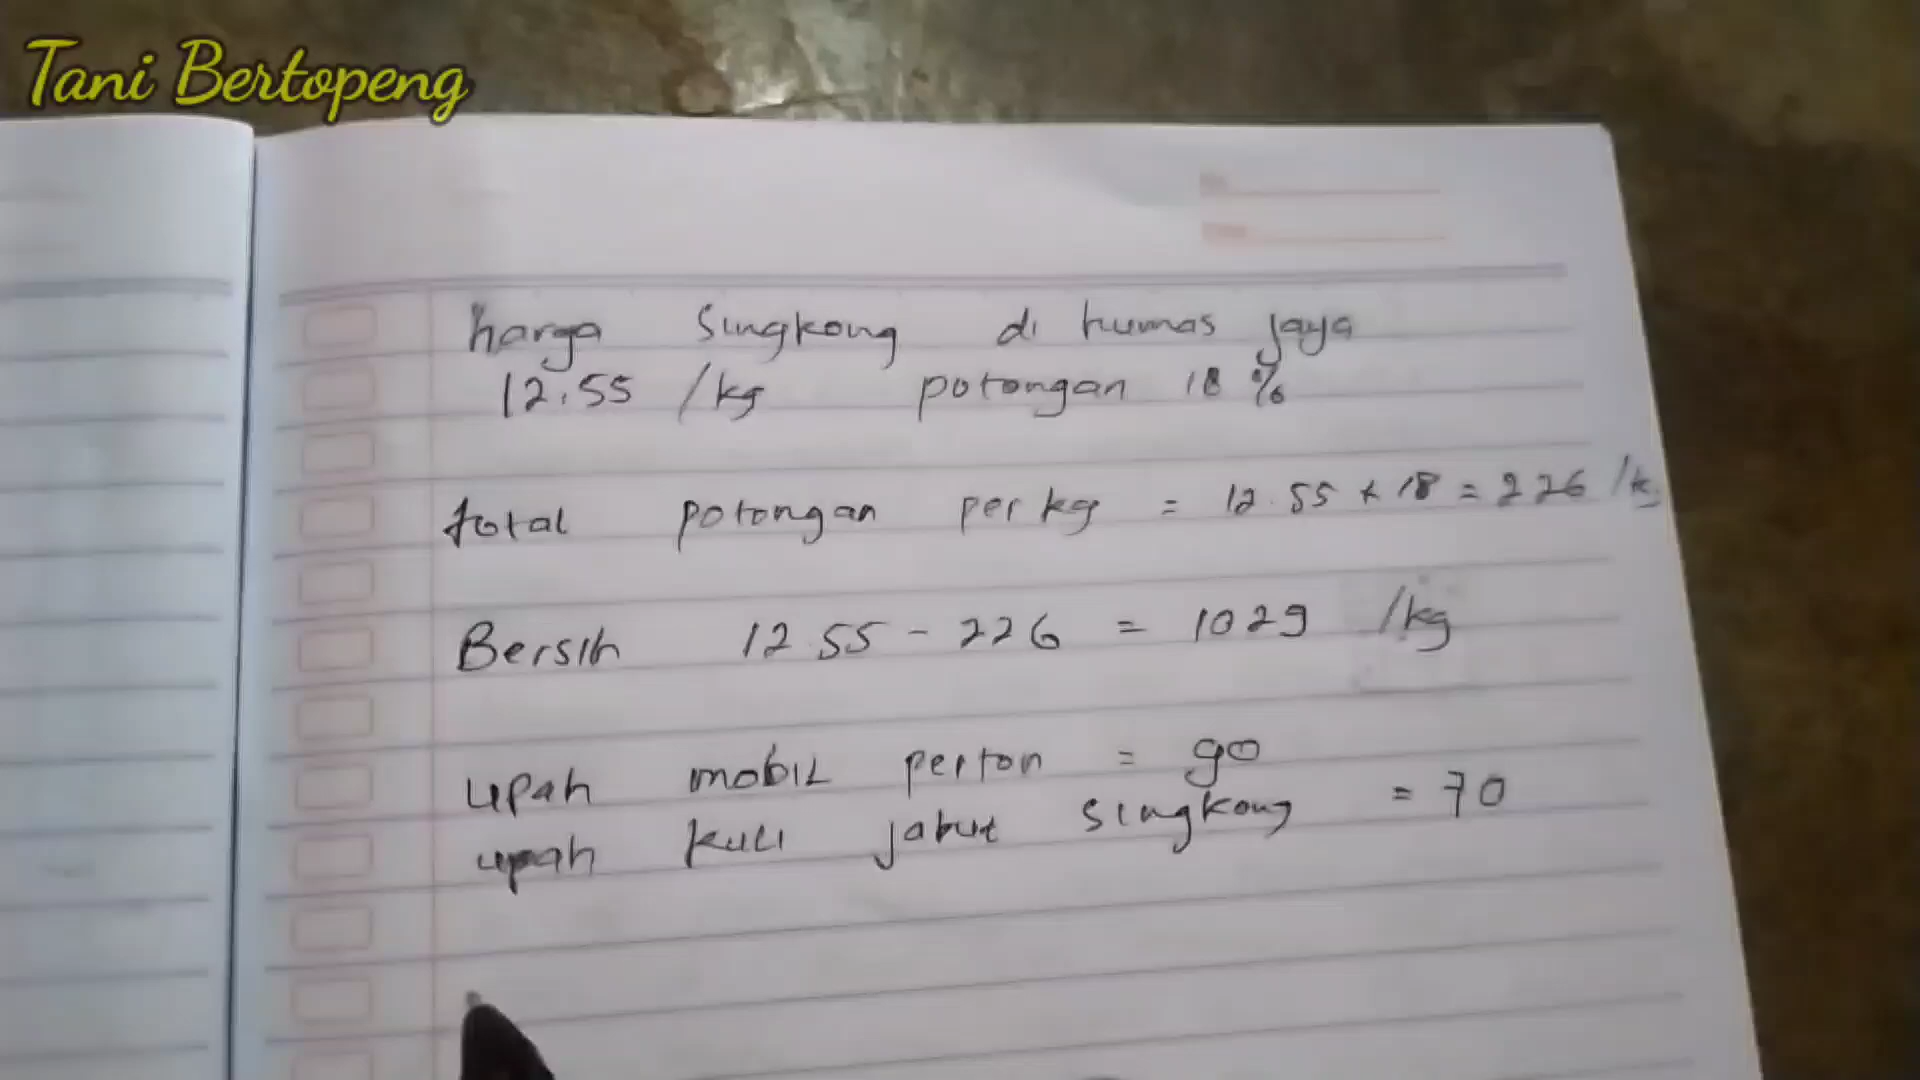 Tani Bertopeng
harga Singkong di humas jaya
12.55 /kg potongan 18 %
total potongan per kg = 12.55 x 18 = 226 /k
Bersih 12 55 - 226 = 1029 /kg
upah mobil perton = 90
upah kuli jabut singkong = 70